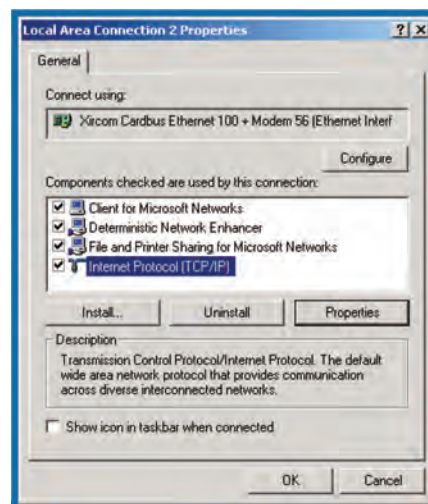 Local Area Connection 2 Properties
General
Connect using:
Xircom Cardbus Ethernet 100 + Modem 56 (Ethernet Interf
Configure
Components checked are used by this connection:
Client for Microsoft Networks
Deterministic Network Enhancer
File and Printer Sharing for Microsoft Networks
Internet Protocol (TCP/IP)
Install...
Uninstall
Properties
Description
Transmission Control Protocol/Internet Protocol. The default
wide area network protocol that provides communication
across diverse interconnected networks.
Show icon in taskbar when connected
OK
Cancel